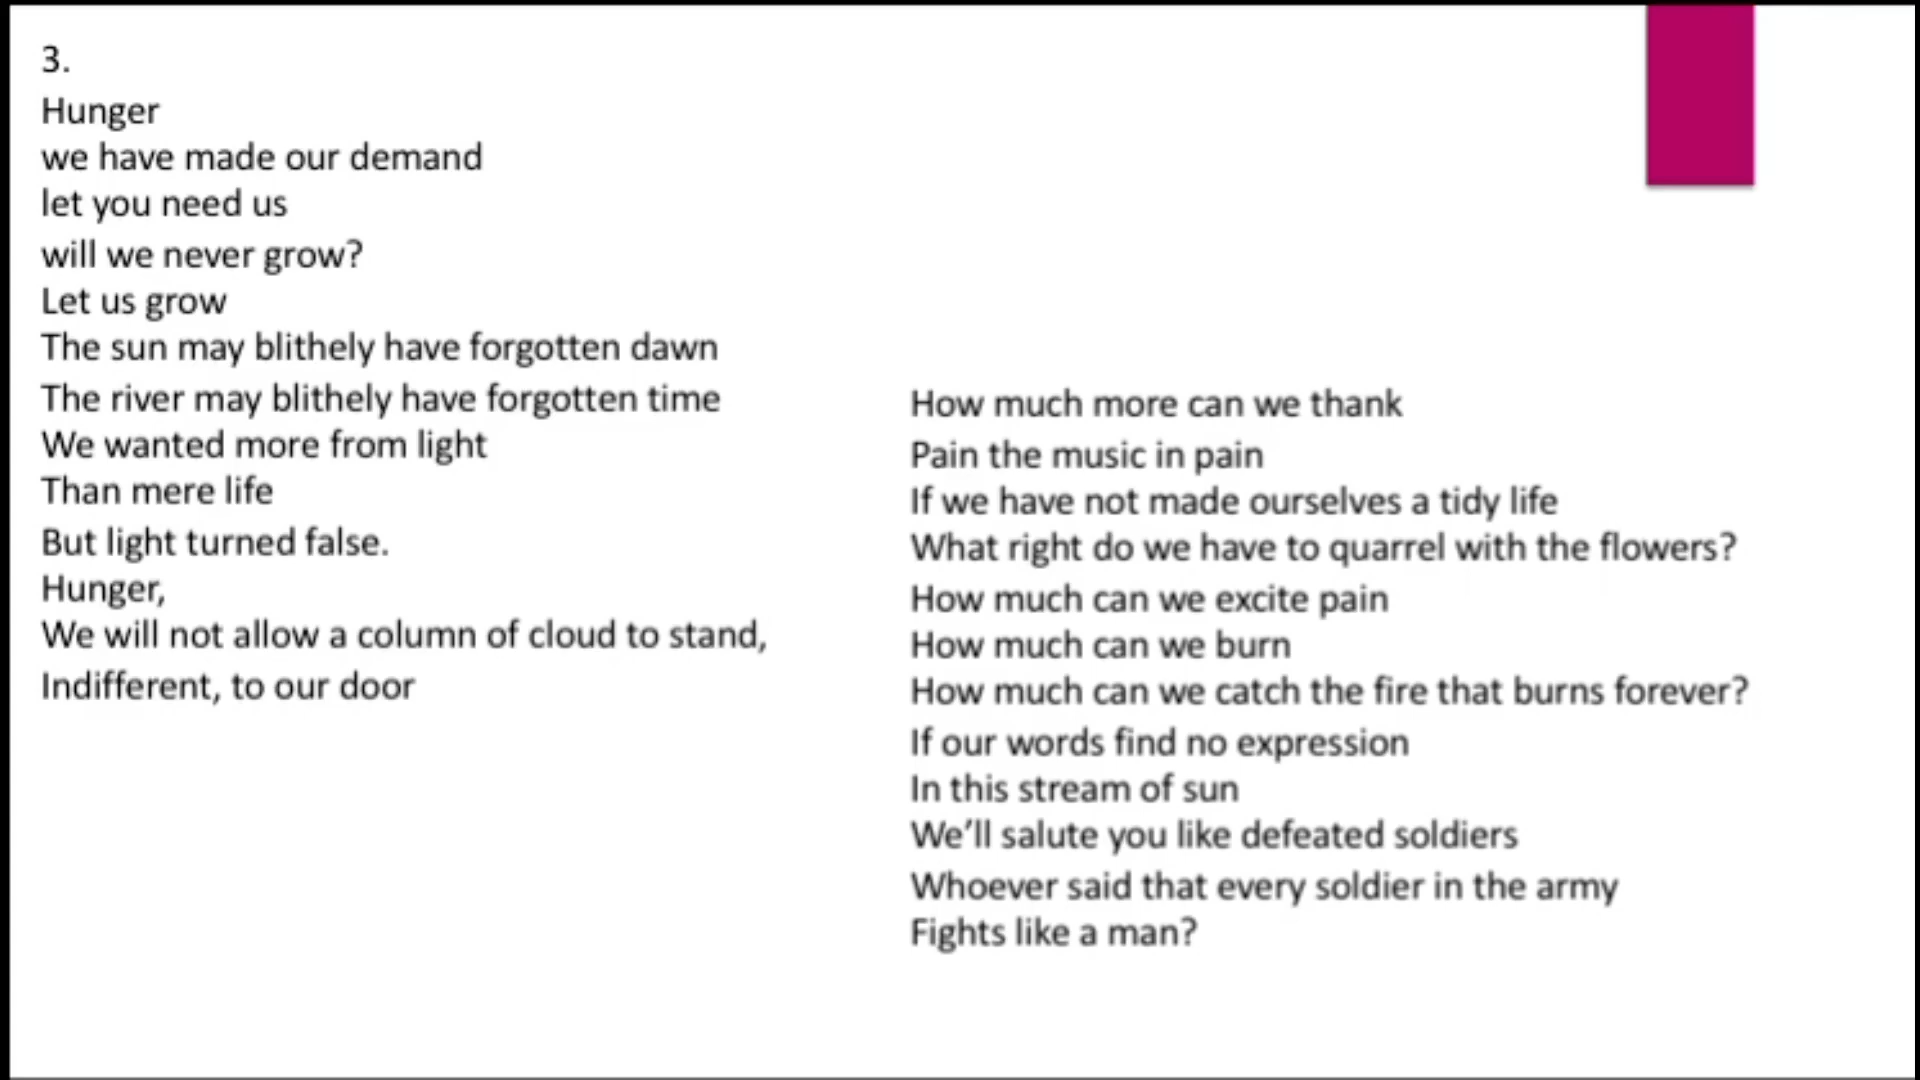 3.
Hunger
we have made our demand
let you need us
will we never grow?
Let us grow
The sun may blithely have forgotten dawn
The river may blithely have forgotten time
We wanted more from light
Than mere life
But light turned false.
Hunger,
We will not allow a column of cloud to stand,
Indifferent, to our door
How much more can we thank
Pain the music in pain
If we have not made ourselves a tidy life
What right do we have to quarrel with the flowers?
How much can we excite pain
How much can we burn
How much can we catch the fire that burns forever?
If our words find no expression
In this stream of sun
We’ll salute you like defeated soldiers
Whoever said that every soldier in the army
Fights like a man?